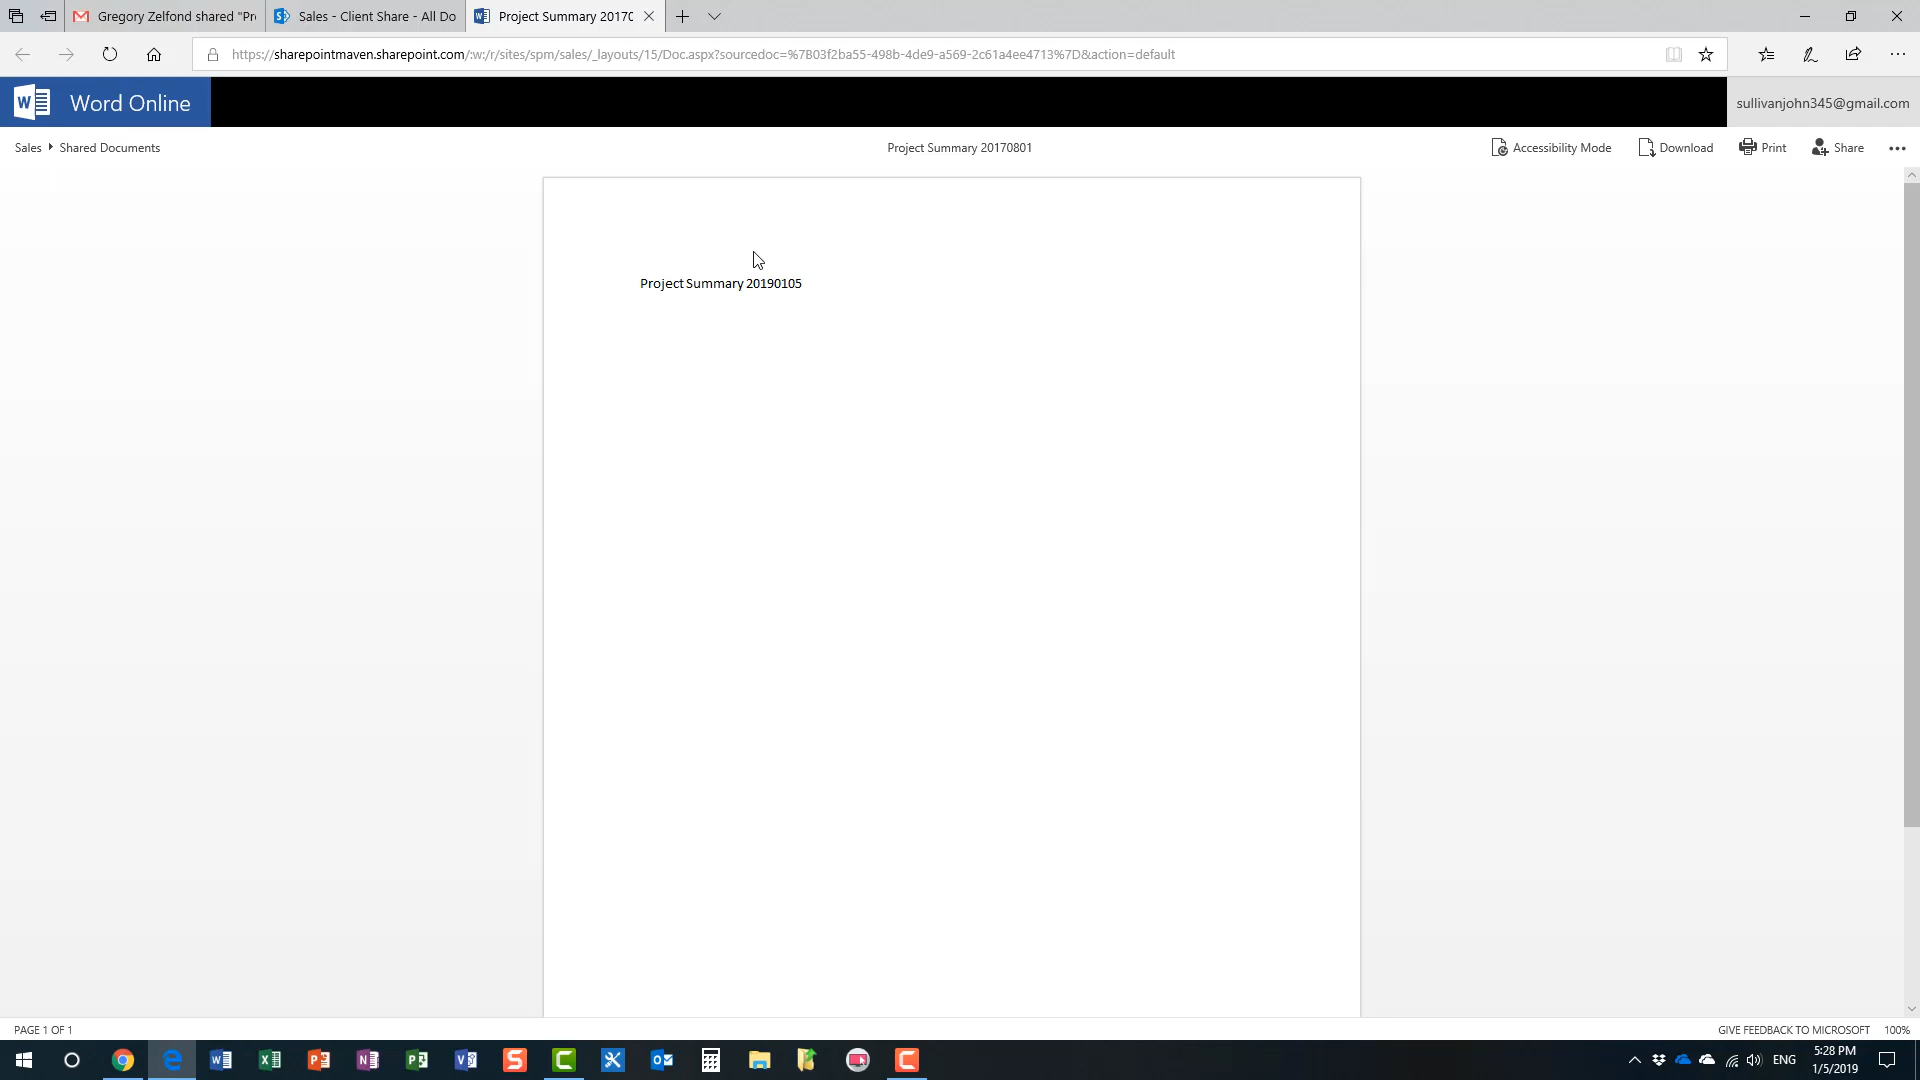 Gregory Zelfond shared "Pr
Sales - Client Share - All Do
Project Summary 2017
https://sharepointmaven.sharepoint.com/:w:/r/sites/spm/sales/_layouts/15/Doc.aspx?sourcedoc=%7B03f2ba55-498b-4de9-a569-2c61a4ee4713%7D&action=default
Word Online
sullivanjohn345@gmail.com
Sales Shared Documents
Project Summary 20170801
Accessibility Mode
Download
Print
Share
Project Summary 20190105
PAGE 1 OF 1
GIVE FEEDBACK TO MICROSOFT
100%
ENG
5:28 PM
1/5/2019